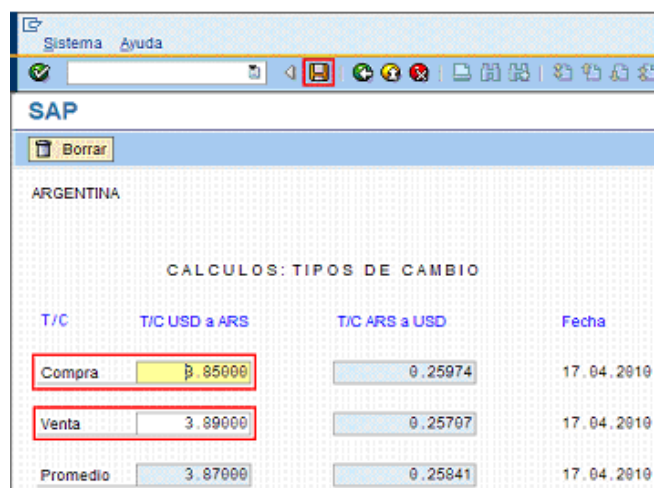 Sistema Ayuda
SAP
Borrar
ARGENTINA
CALCULOS: TIPOS DE CAMBIO
T/C T/C USD a ARS T/C ARS a USD Fecha
Compra 3.85000 0.25974 17.04.2010
Venta 3.89000 0.25707 17.04.2010
Promedio 3.87000 0.25841 17.04.2010